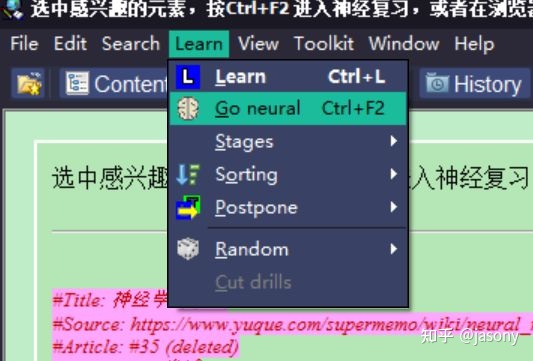 选中感兴趣的元素，按Ctrl+F2 进入神经复习，或者在浏览器
File Edit Search Learn View Toolkit Window Help
Content
History
L Learn Ctrl+L
Go neural Ctrl+F2
Stages
Sorting
Postpone
Random
Cut drills
选中感兴趣
入神经复习
#Title: 神经学
#Source: https://www.yuque.com/supermemo/wiki/neural_
#Article: #35 (deleted)
知乎 @jasony